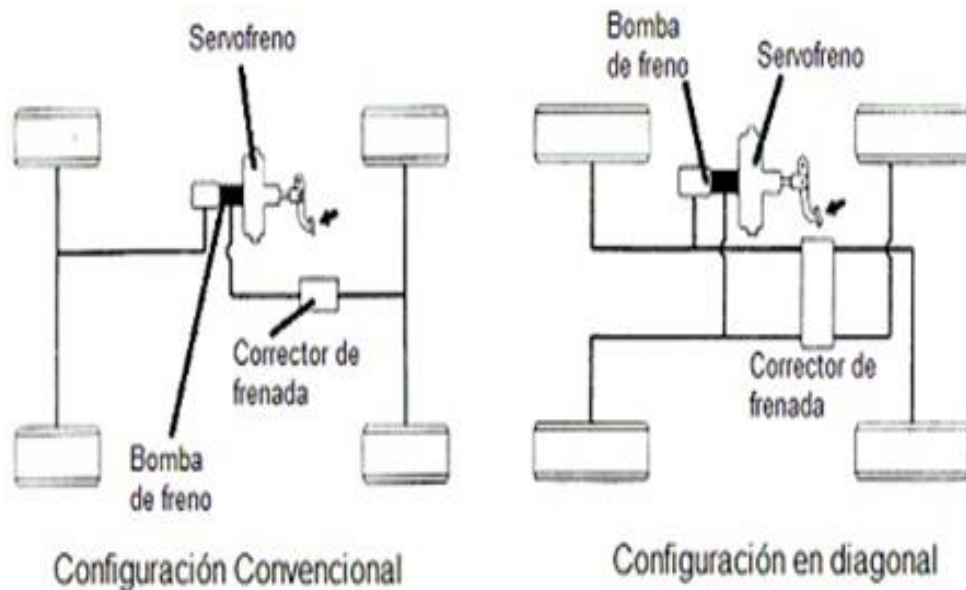 Servofreno
Corrector de
frenada
Bomba
de freno
Configuración Convencional
Bomba
de freno
Servofreno
Corrector de
frenada
Configuración en diagonal